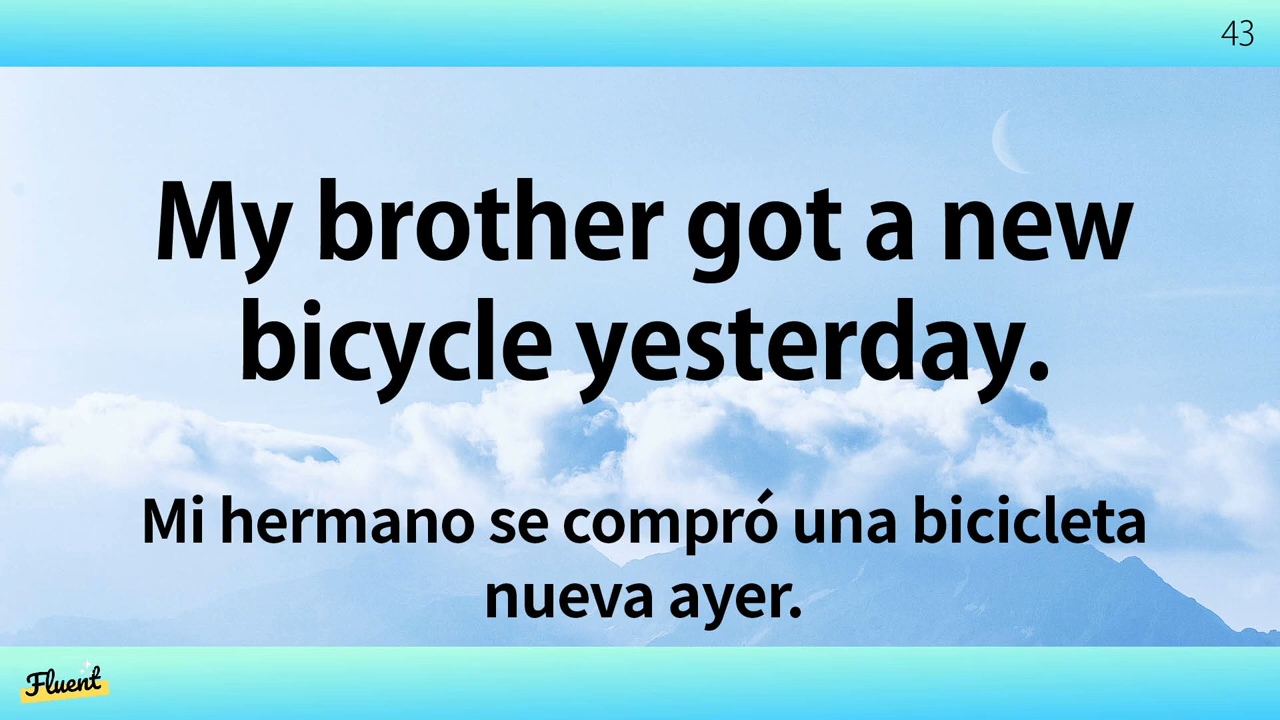 43
My brother got a new
bicycle yesterday.
Mi hermano se compró una bicicleta
nueva ayer.
Fluent